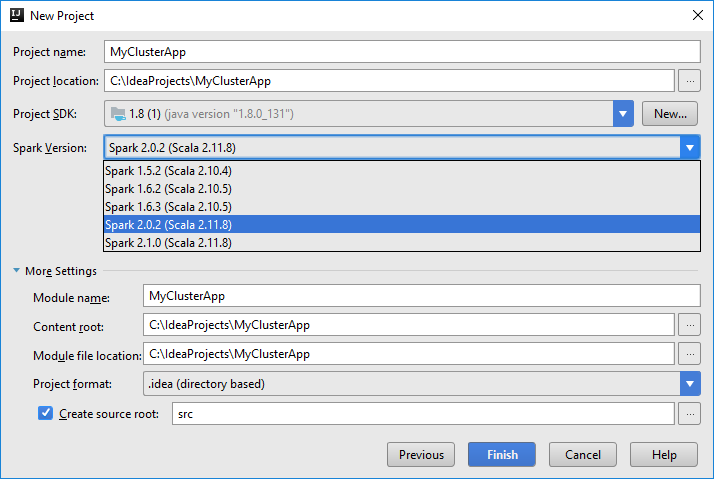 New Project
Project name: MyClusterApp
Project location: C:\IdeaProjects\MyClusterApp ...
Project SDK: 1.8 (1) (java version "1.8.0_131") New...
Spark Version: Spark 2.0.2 (Scala 2.11.8)
Spark 1.5.2 (Scala 2.10.4)
Spark 1.6.2 (Scala 2.10.5)
Spark 1.6.3 (Scala 2.10.5)
Spark 2.0.2 (Scala 2.11.8)
Spark 2.1.0 (Scala 2.11.8)
More Settings
Module name: MyClusterApp
Content root: C:\IdeaProjects\MyClusterApp ...
Module file location: C:\IdeaProjects\MyClusterApp ...
Project format: .idea (directory based)
Create source root: src ...
Previous Finish Cancel Help